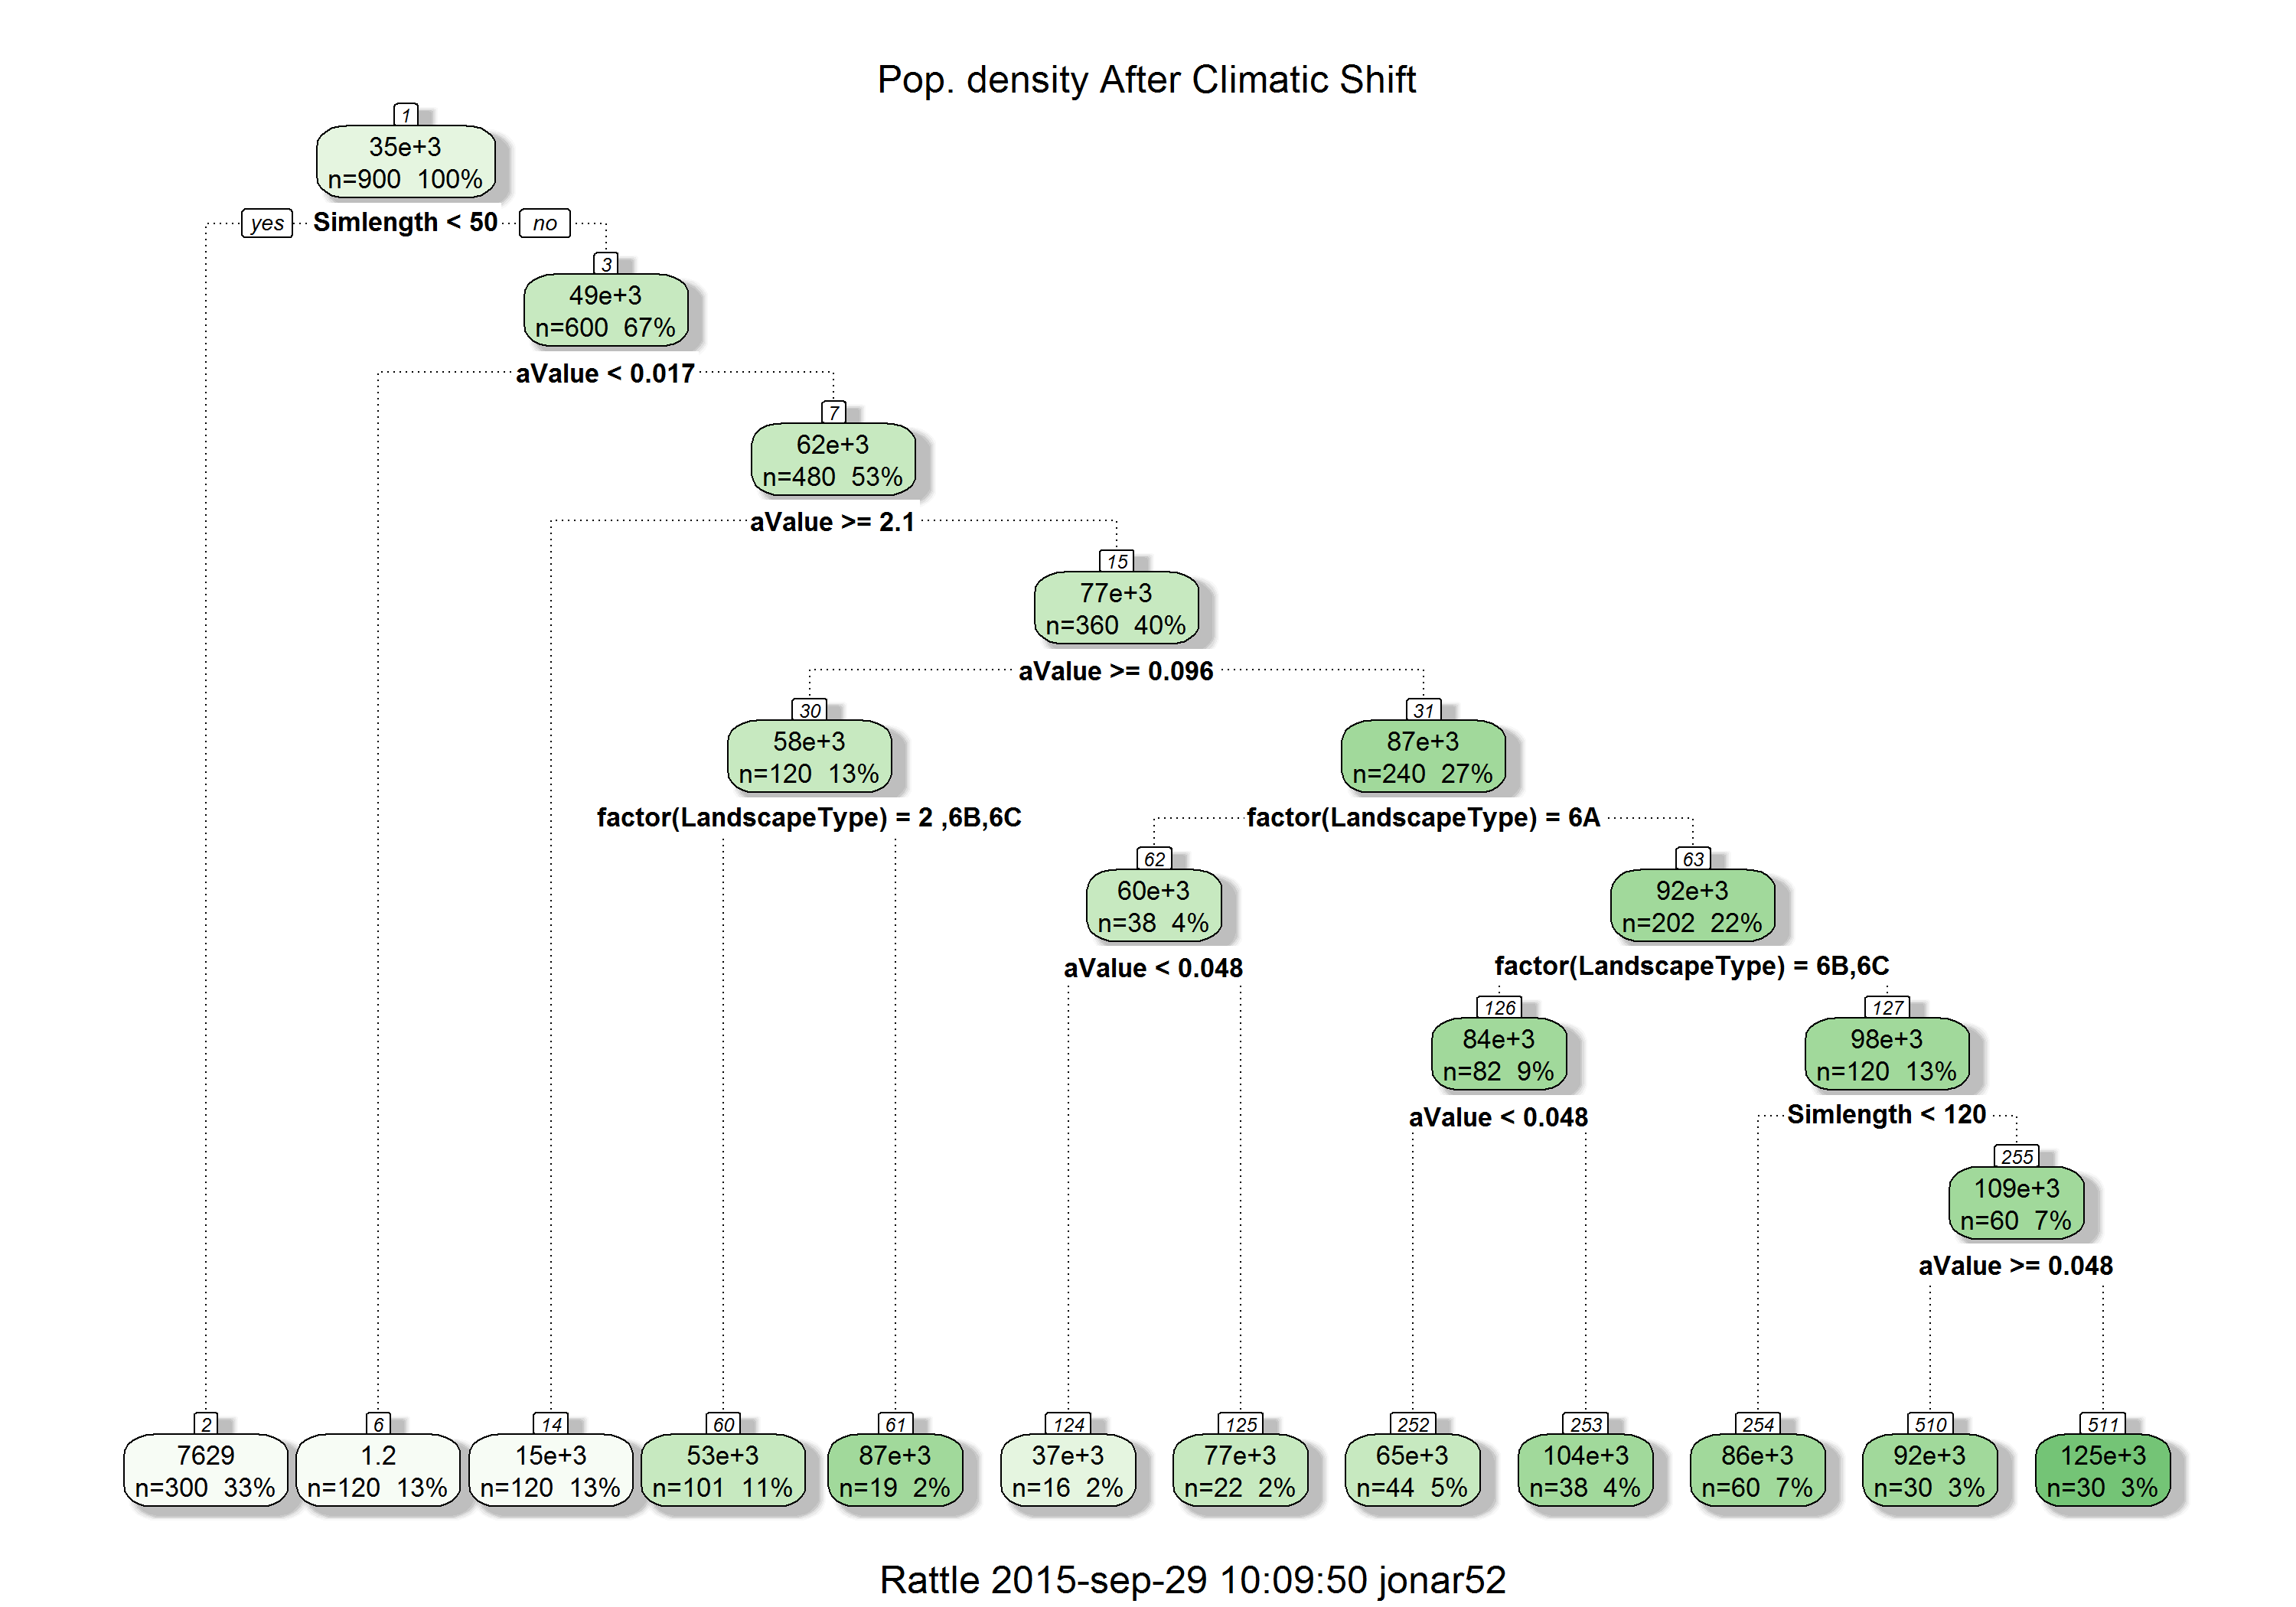 Pop. density After Climatic Shift
1
35e+3
n=900  100%
yes Simlength < 50 no
3
49e+3
n=600  67%
aValue < 0.017
7
62e+3
n=480  53%
aValue >= 2.1
15
77e+3
n=360  40%
aValue >= 0.096
30
58e+3
n=120  13%
31
87e+3
n=240  27%
factor(LandscapeType) = 2 ,6B,6C
factor(LandscapeType) = 6A
62
60e+3
n=38  4%
63
92e+3
n=202  22%
aValue < 0.048
factor(LandscapeType) = 6B,6C
126
84e+3
n=82  9%
127
98e+3
n=120  13%
aValue < 0.048
Simlength < 120
255
109e+3
n=60  7%
aValue >= 0.048
2
7629
n=300  33%
6
1.2
n=120  13%
14
15e+3
n=120  13%
60
53e+3
n=101  11%
61
87e+3
n=19  2%
124
37e+3
n=16  2%
125
77e+3
n=22  2%
252
65e+3
n=44  5%
253
104e+3
n=38  4%
254
86e+3
n=60  7%
510
92e+3
n=30  3%
511
125e+3
n=30  3%
Rattle 2015-sep-29 10:09:50 jonar52